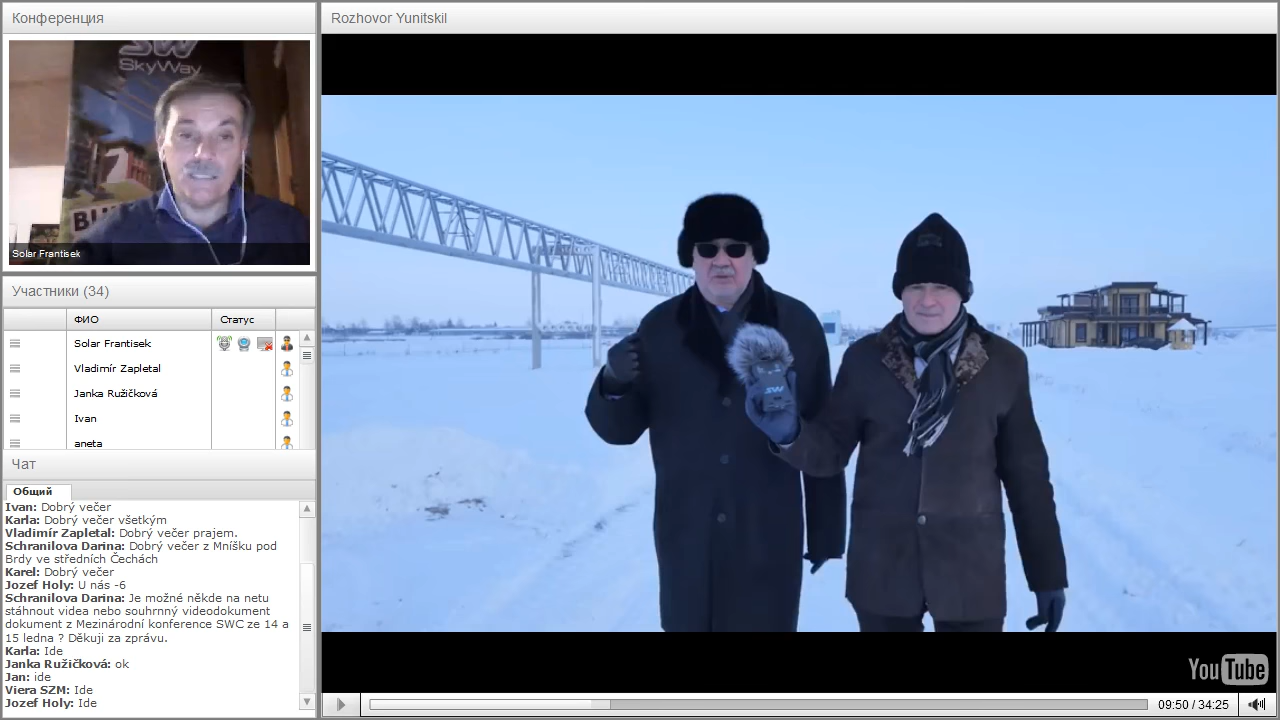 Конференция
SW
SkyWay
Solar Frantisek
Участники (34)
ФИО
Статус
Solar Frantisek
Vladimír Zapletal
Janka Ružičková
Ivan
aneta
Чат
Общий
Ivan: Dobrý večer
Karla: Dobrý večer všetkým
Vladimír Zapletal: Dobrý večer prajem.
Schranilova Darina: Dobrý večer z Mníšku pod
Brdy ve středních Čechách
Karel: Dobrý večer
Jozef Holy: U nás -6
Schranilova Darina: Je možné někde na netu
stáhnout videa nebo souhrnný videodokument
dokument z Mezinárodní konference SWC ze 14 a
15 ledna ? Děkuji za zprávu.
Karla: Ide
Janka Ružičková: ok
Jan: ide
Viera SZM: Ide
Jozef Holy: Ide
Rozhovor Yunitskil
SW
YouTube
09:50 / 34:25